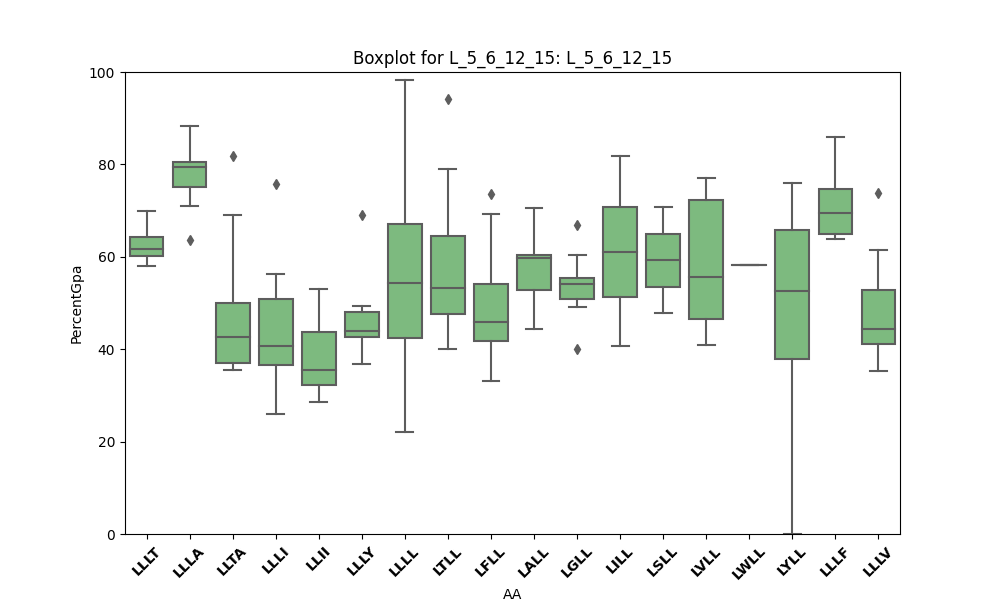 Boxplot for L_5_6_12_15: L_5_6_12_15
PercentGpa
100
80
60
40
20
0
LLLT LLLA LLTA LLLI LLII LLLY LLLL LTLL LFLL LALL LGLL LILL LSLL LVLL LWLL LYLL LLLF LLLV
AA